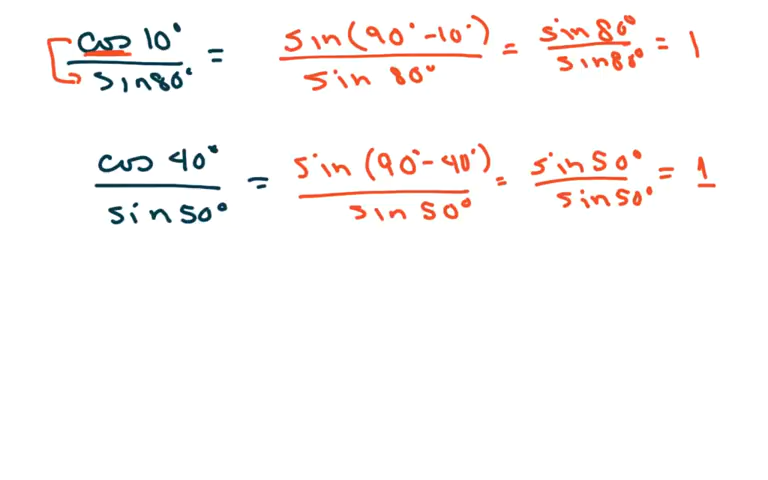 cos 10° / sin 80° = sin(90° - 10°) / sin 80° = sin 80° / sin 80° = 1
cos 40° / sin 50° = sin (90° - 40°) / sin 50° = sin 50° / sin 50° = 1